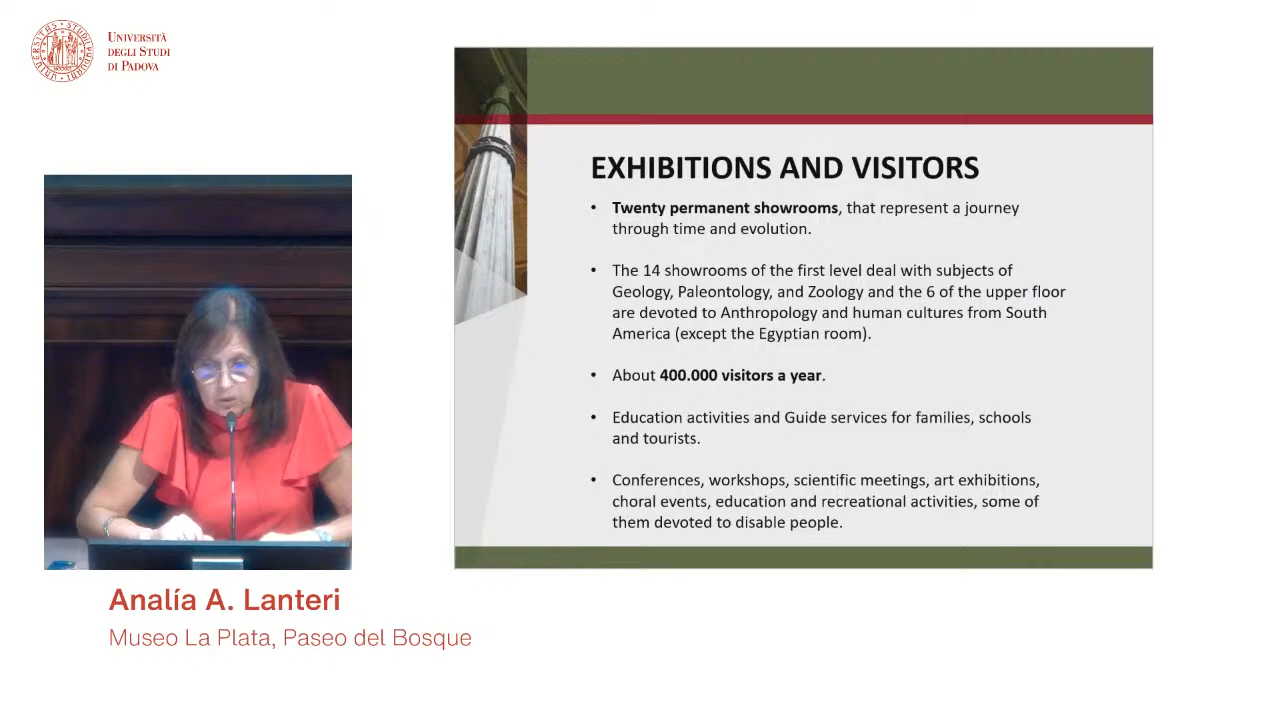 UNIVERSITÀ
DEGLI STUDI
DI PADOVA
EXHIBITIONS AND VISITORS
• Twenty permanent showrooms, that represent a journey
through time and evolution.
• The 14 showrooms of the first level deal with subjects of
Geology, Paleontology, and Zoology and the 6 of the upper floor
are devoted to Anthropology and human cultures from South
America (except the Egyptian room).
• About 400.000 visitors a year.
• Education activities and Guide services for families, schools
and tourists.
• Conferences, workshops, scientific meetings, art exhibitions,
choral events, education and recreational activities, some of
them devoted to disable people.
Analía A. Lanteri
Museo La Plata, Paseo del Bosque